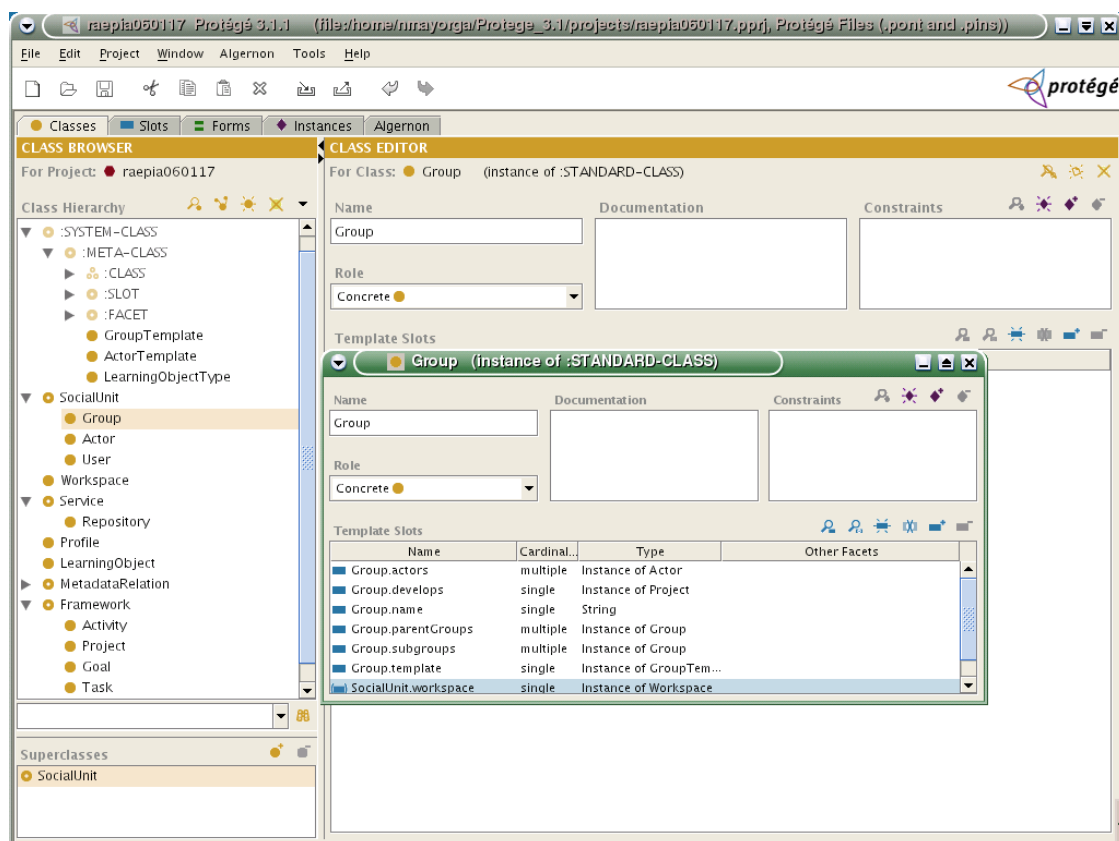 raepia060117 Protégé 3.1.1 (file:/home/mmayorga/Protege_3.1/projects/raepia060117.pprj, Protégé Files (.pont and .pins))
File Edit Project Window Algernon Tools Help
protégé
Classes Slots Forms Instances Algernon
CLASS BROWSER
For Project: raepia060117
Class Hierarchy
:SYSTEM-CLASS
:META-CLASS
:CLASS
:SLOT
:FACET
GroupTemplate
ActorTemplate
LearningObjectType
SocialUnit
Group
Actor
User
Workspace
Service
Repository
Profile
LearningObject
MetadataRelation
Framework
Activity
Project
Goal
Task
Superclasses
SocialUnit
CLASS EDITOR
For Class: Group (instance of :STANDARD-CLASS)
Name Documentation Constraints
Group
Role
Concrete
Template Slots
Group (instance of :STANDARD-CLASS)
Name Documentation Constraints
Group
Role
Concrete
Template Slots
Name Cardinal... Type Other Facets
Group.actors multiple Instance of Actor
Group.develops single Instance of Project
Group.name single String
Group.parentGroups multiple Instance of Group
Group.subgroups multiple Instance of Group
Group.template single Instance of GroupTem...
SocialUnit.workspace single Instance of Workspace